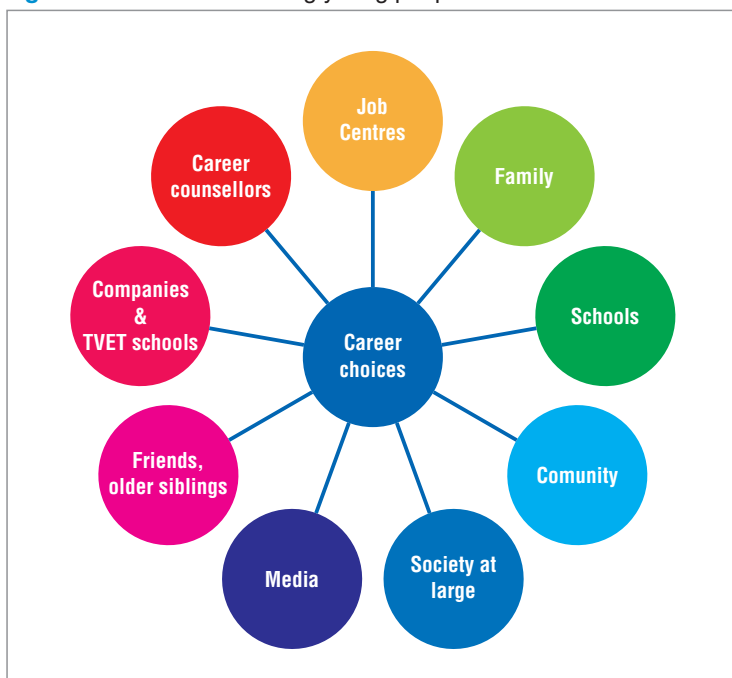 Job
Centres
Family
Schools
Comunity
Society at
large
Media
Friends,
older siblings
Companies
&
TVET schools
Career
counsellors
Career
choices